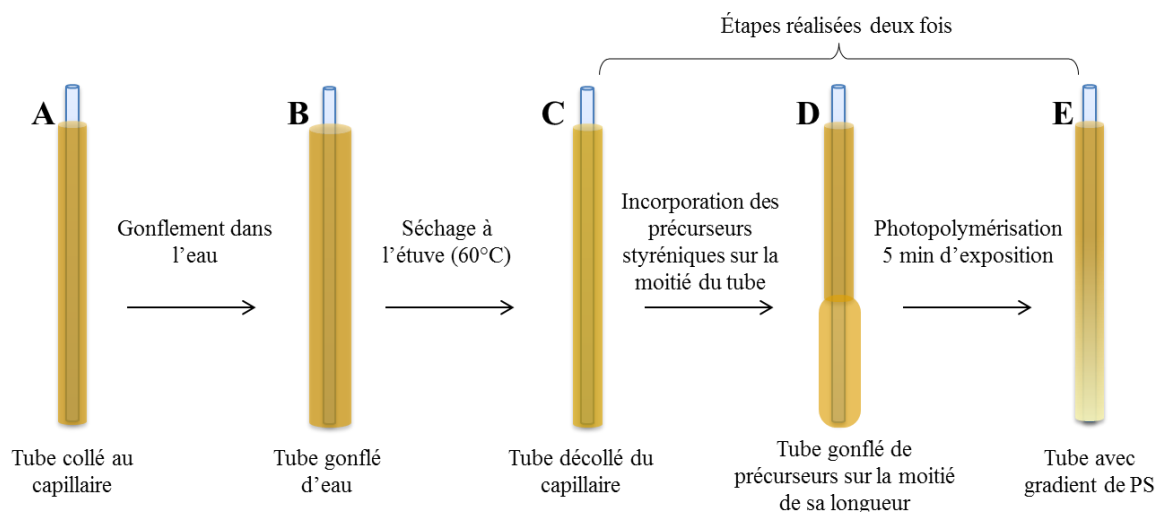 Étapes réalisées deux fois
A
B
C
D
E
Gonflement dans
l'eau
Séchage à
l'étuve (60°C)
Incorporation des
précurseurs
styréniques sur la
moitié du tube
Photopolymérisation
5 min d'exposition
Tube collé au
capillaire
Tube gonflé
d'eau
Tube décollé du
capillaire
Tube gonflé de
précurseurs sur la moitié
de sa longueur
Tube avec
gradient de PS